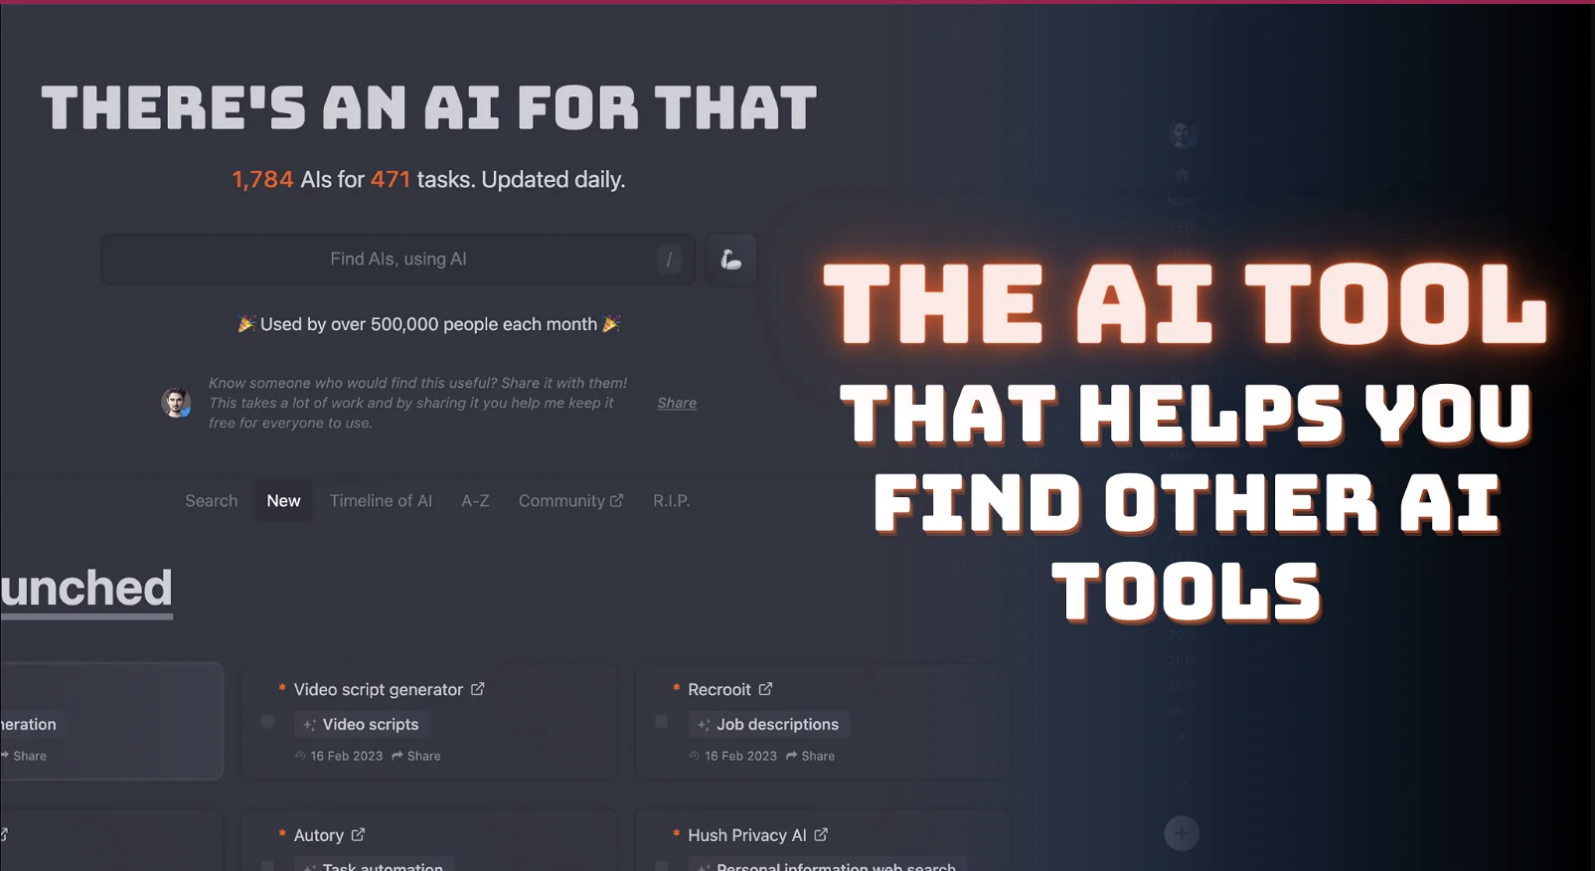 THERE'S AN AI FOR THAT
1,784 AIs for 471 tasks. Updated daily.
Find AIs, using AI /
🎉 Used by over 500,000 people each month 🎉
Know someone who would find this useful? Share it with them!
This takes a lot of work and by sharing it you help me keep it
free for everyone to use.
Share
Search New Timeline of AI A-Z Community R.I.P.
unched
neration
Share
* Video script generator
Video scripts
16 Feb 2023 Share
* Recrooit
Job descriptions
16 Feb 2023 Share
* Autory
Task automation
* Hush Privacy AI
Personal information web search
THE AI TOOL
THAT HELPS YOU
FIND OTHER AI
TOOLS
NOW